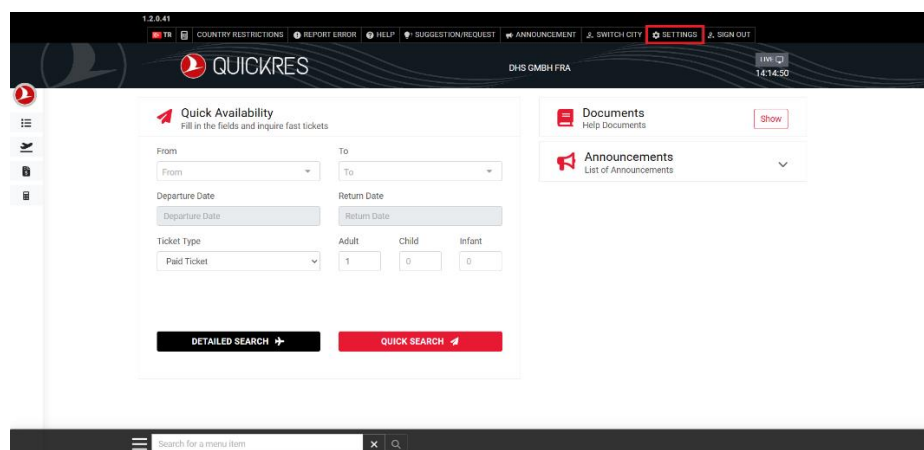 1.2.0.41
TR COUNTRY RESTRICTIONS REPORT ERROR HELP SUGGESTION/REQUEST ANNOUNCEMENT SWITCH CITY SETTINGS SIGN OUT
QUICKRES DHS GMBH FRA LIVE
14:14:50
Quick Availability
Fill in the fields and inquire fast tickets
Documents
Help Documents
Show
Announcements
List of Announcements
From To
From To
Departure Date Return Date
Departure Date Return Date
Ticket Type Adult Child Infant
Paid Ticket 1 0 0
DETAILED SEARCH QUICK SEARCH
Search for a menu item